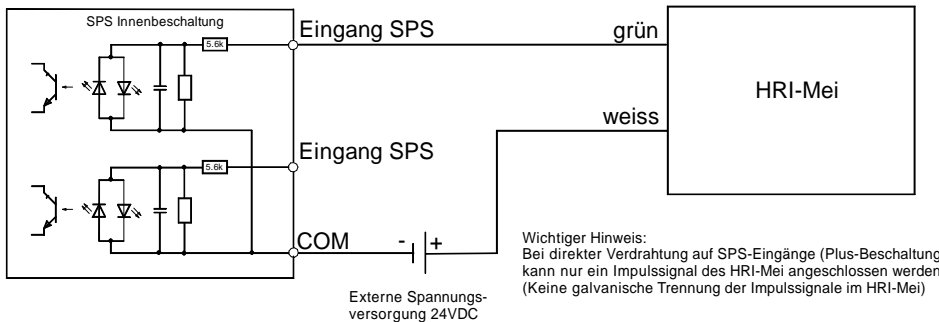 SPS Innenbeschaltung
5.6k
Eingang SPS
grün
HRI-Mei
weiss
5.6k
Eingang SPS
COM
- +
Externe Spannungs-
versorgung 24VDC
Wichtiger Hinweis:
Bei direkter Verdrahtung auf SPS-Eingänge (Plus-Beschaltung
kann nur ein Impulssignal des HRI-Mei angeschlossen werden
(Keine galvanische Trennung der Impulssignale im HRI-Mei)